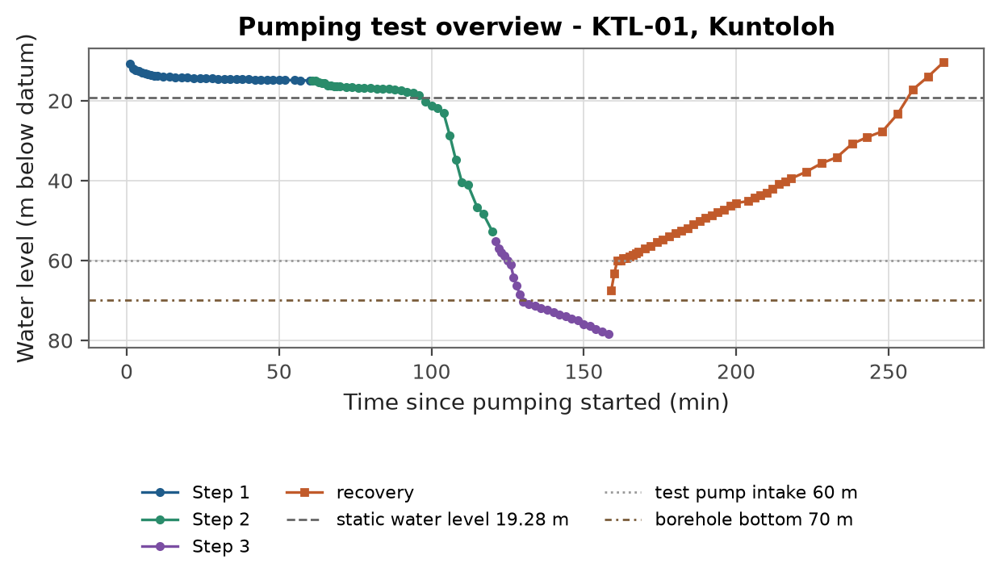 Pumping test overview - KTL-01, Kuntoloh
Water level (m below datum)
20
40
60
80
0
50
100
150
200
250
Time since pumping started (min)
Step 1
Step 2
Step 3
recovery
static water level 19.28 m
test pump intake 60 m
borehole bottom 70 m